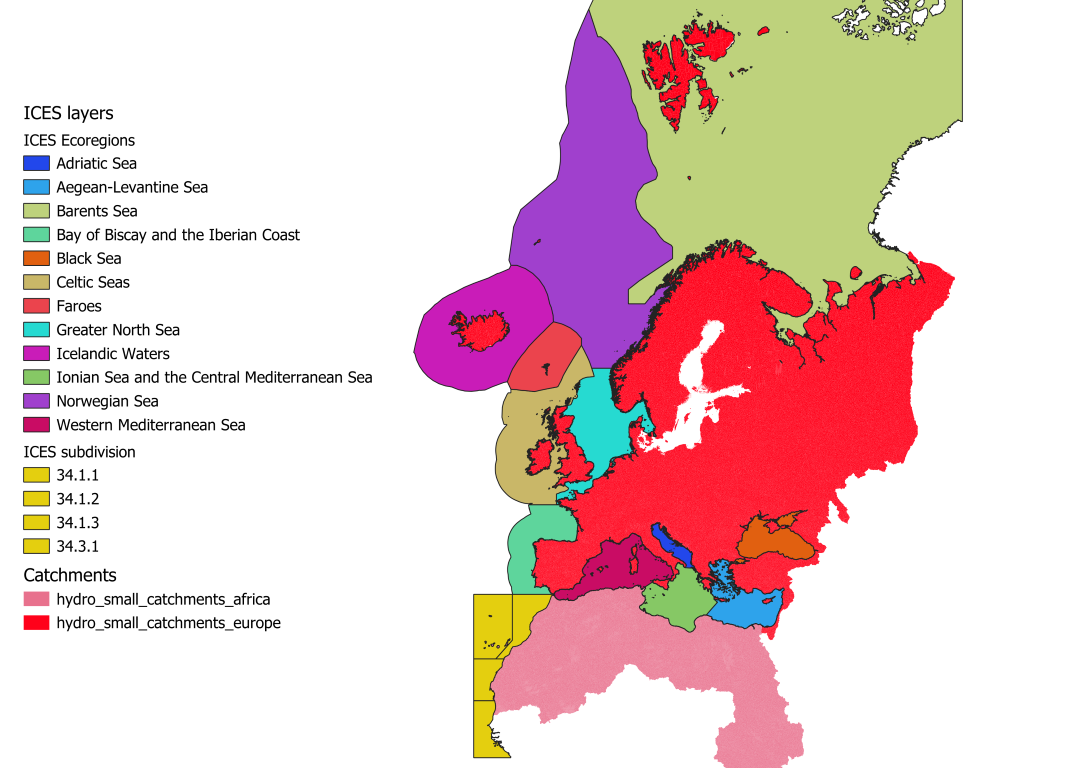 ICES layers
ICES Ecoregions
Adriatic Sea
Aegean-Levantine Sea
Barents Sea
Bay of Biscay and the Iberian Coast
Black Sea
Celtic Seas
Faroes
Greater North Sea
Icelandic Waters
Ionian Sea and the Central Mediterranean Sea
Norwegian Sea
Western Mediterranean Sea
ICES subdivision
34.1.1
34.1.2
34.1.3
34.3.1
Catchments
hydro_small_catchments_africa
hydro_small_catchments_europe